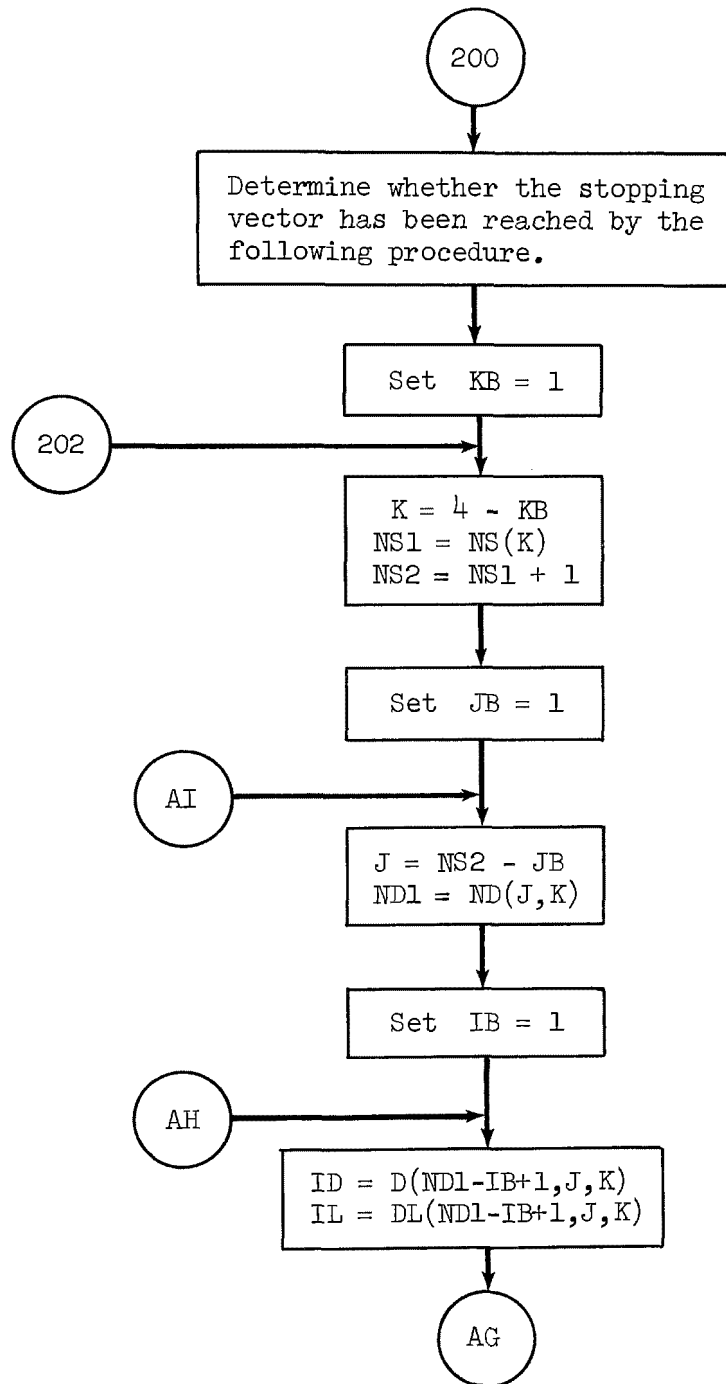 200
Determine whether the stopping
vector has been reached by the
following procedure.
Set KB = 1
202
K = 4 - KB
NS1 = NS(K)
NS2 = NS1 + 1
Set JB = 1
AI
J = NS2 - JB
ND1 = ND(J,K)
Set IB = 1
AH
ID = D(ND1-IB+1,J,K)
IL = DL(ND1-IB+1,J,K)
AG